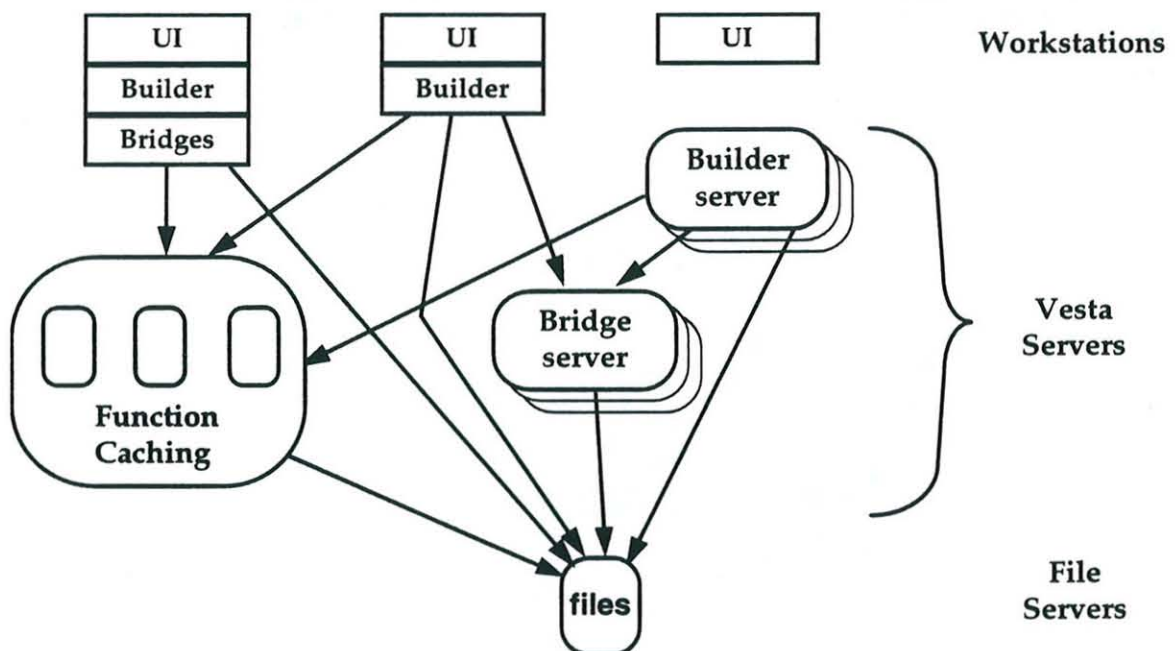 UI
Builder
Bridges
UI
Builder
UI
Workstations
Builder
server
Bridge
server
Vesta
Servers
Function
Caching
files
File
Servers